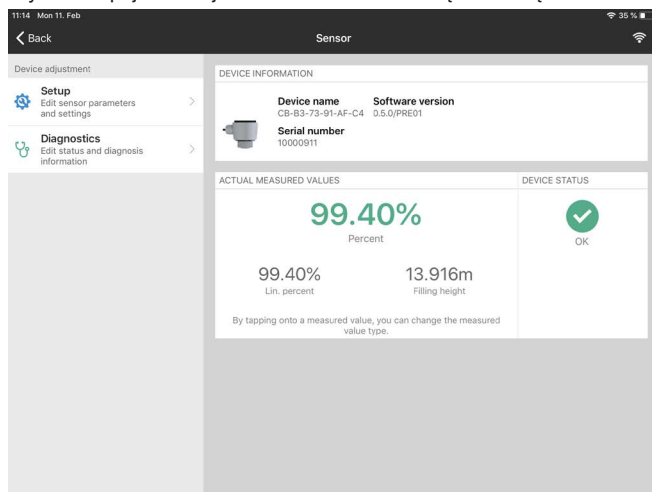 11:14 Mon 11. Feb
35 %
Back
Sensor
Device adjustment
Setup
Edit sensor parameters
and settings
Diagnostics
Edit status and diagnosis
information
DEVICE INFORMATION
Device name
CB-B3-73-91-AF-C4
Software version
0.5.0/PRE01
Serial number
10000911
ACTUAL MEASURED VALUES
99.40%
Percent
99.40%
Lin. percent
13.916m
Filling height
By tapping onto a measured value, you can change the measured
value type.
DEVICE STATUS
OK